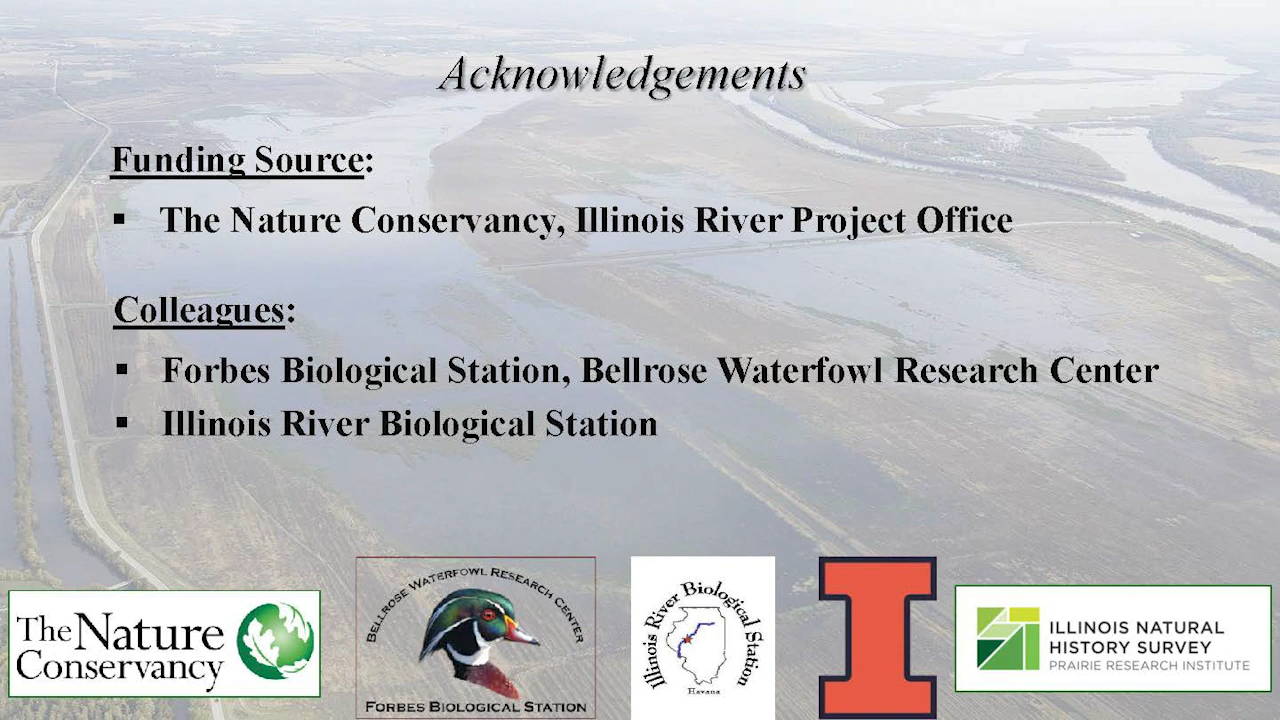 Acknowledgements
Funding Source:
▪ The Nature Conservancy, Illinois River Project Office
Colleagues:
▪ Forbes Biological Station, Bellrose Waterfowl Research Center
▪ Illinois River Biological Station
The Nature
Conservancy
BELLROSE WATERFOWL RESEARCH CENTER
FORBES BIOLOGICAL STATION
Illinois River Biological Station
Havana
I
ILLINOIS NATURAL
HISTORY SURVEY
PRAIRIE RESEARCH INSTITUTE